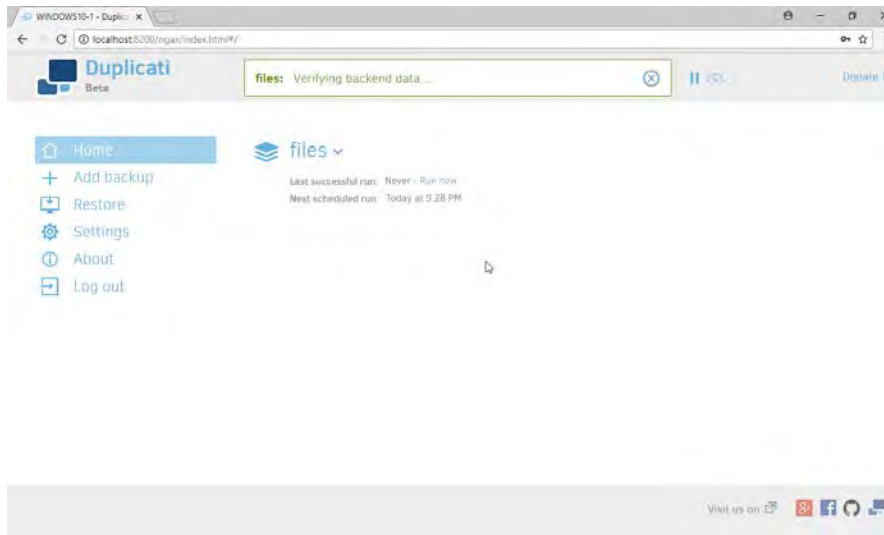 WINDOWS10-1 - Duplic
localhost:8200/ngax/index.html#/
Duplicati
Beta
files: Verifying backend data ...
Donate
Home
Add backup
Restore
Settings
About
Log out
files
Last successful run: Never - Run now
Next scheduled run: Today at 9:28 PM
Visit us on